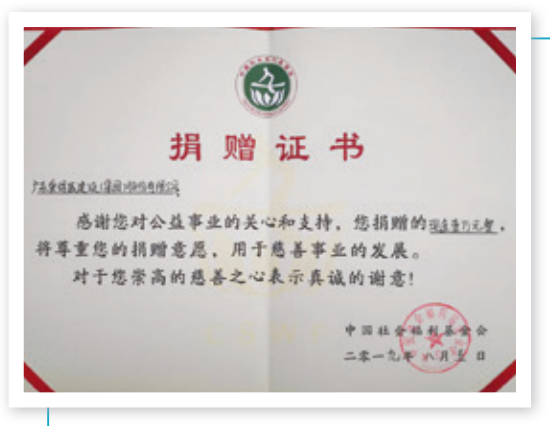 捐赠证书
感谢您对公益事业的关心和支持，您捐赠的
将尊重您的捐赠意愿，用于慈善事业的发展。
对于您崇高的慈善之心表示真诚的谢意！
中国社会福利基金会
二零一九年八月 日